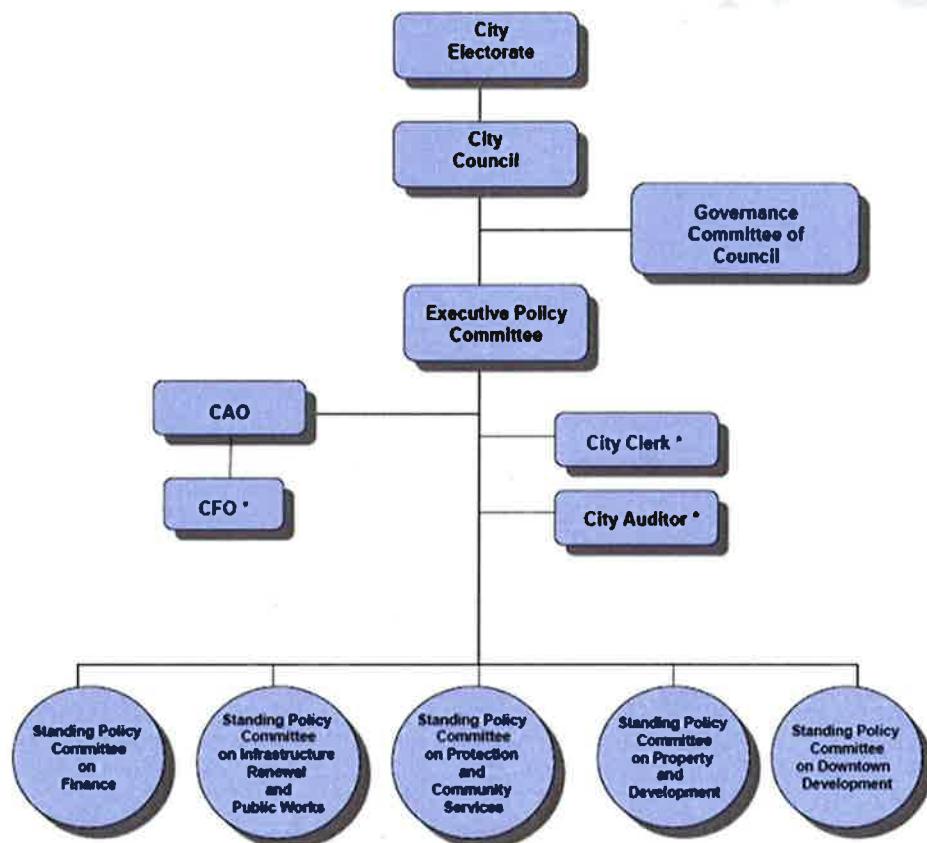 City
Electorate
City
Council
Governance
Committee of
Council
Executive Policy
Committee
CAO
City Clerk *
CFO *
City Auditor *
Standing Policy
Committee
on
Finance
Standing Policy
Committee
on Infrastructure
Renewal
and
Public Works
Standing Policy
Committee
on Protection
and
Community
Services
Standing Policy
Committee
on Property
and
Development
Standing Policy
Committee
on Downtown
Development